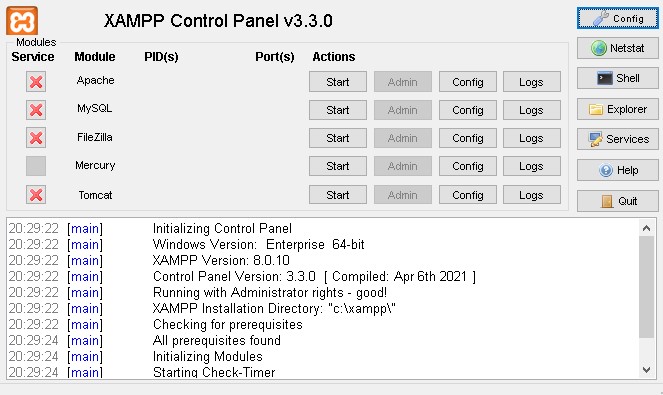 XAMPP Control Panel v3.3.0
Config
Modules
Service Module PID(s) Port(s) Actions
Netstat
Apache Start Admin Config Logs
Shell
MySQL Start Admin Config Logs
Explorer
FileZilla Start Admin Config Logs
Services
Mercury Start Admin Config Logs
Help
Tomcat Start Admin Config Logs
Quit
20:29:22 [main] Initializing Control Panel
20:29:22 [main] Windows Version: Enterprise 64-bit
20:29:22 [main] XAMPP Version: 8.0.10
20:29:22 [main] Control Panel Version: 3.3.0 [ Compiled: Apr 6th 2021 ]
20:29:22 [main] Running with Administrator rights - good!
20:29:22 [main] XAMPP Installation Directory: "c:\xampp\"
20:29:22 [main] Checking for prerequisites
20:29:24 [main] All prerequisites found
20:29:24 [main] Initializing Modules
20:29:24 [main] Starting Check-Timer